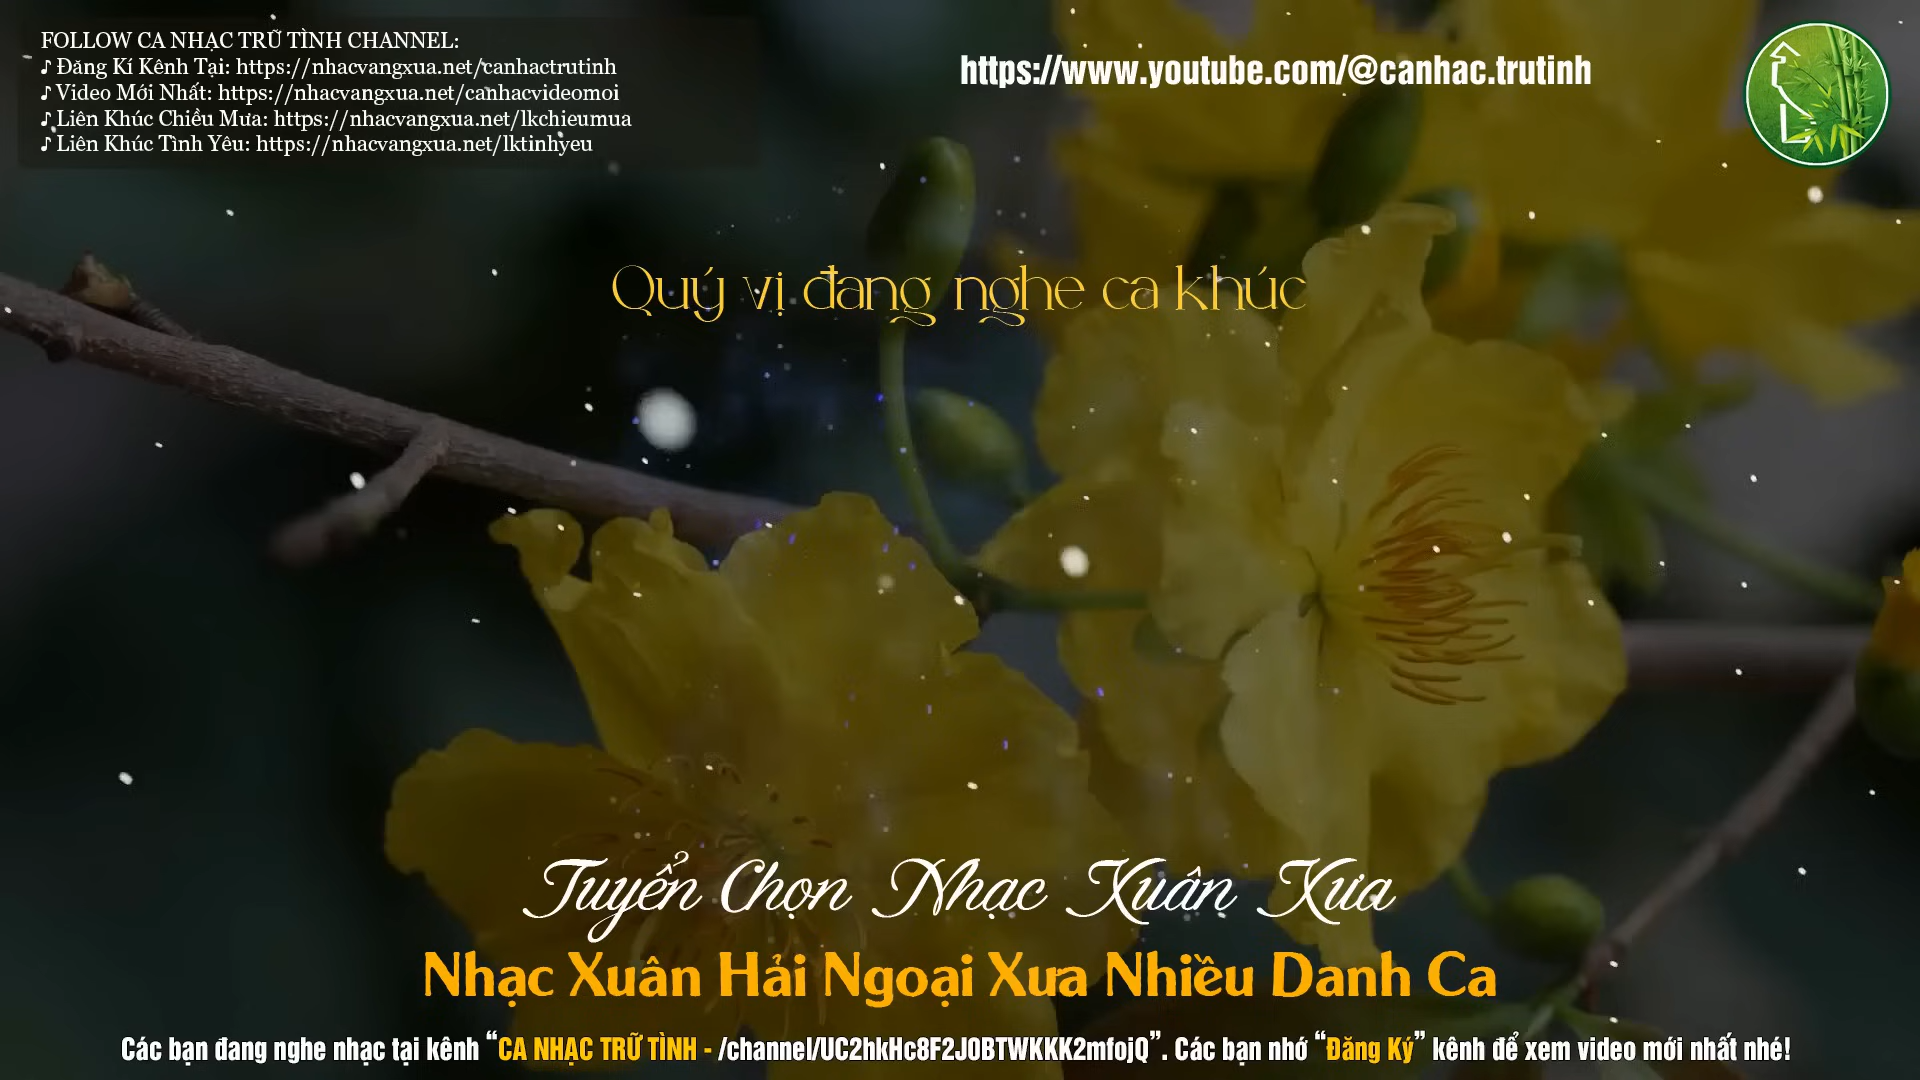 FOLLOW CA NHẠC TRỮ TÌNH CHANNEL:
♪ Đăng Kí Kênh Tại: https://nhacvangxua.net/canhactrutinh
♪ Video Mới Nhất: https://nhacvangxua.net/canhacvideomoi
♪ Liên Khúc Chiều Mưa: https://nhacvangxua.net/lkchieumua
♪ Liên Khúc Tình Yêu: https://nhacvangxua.net/lktinhyeu
https://www.youtube.com/@canhac.trutinh
Quý vị đang nghe ca khúc
Tuyển Chọn Nhạc Xuân Xưa
Nhạc Xuân Hải Ngoại Xưa Nhiều Danh Ca
Các bạn đang nghe nhạc tại kênh “CA NHẠC TRỮ TÌNH - /channel/UC2hkHc8F2J0BTWKKK2mfojQ”. Các bạn nhớ “Đăng Ký” kênh để xem video mới nhất nhé!